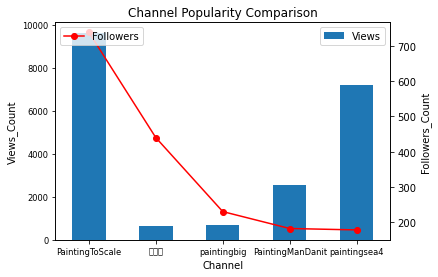 Channel Popularity Comparison
Followers
Views
10000
8000
6000
4000
2000
0
Views_Count
700
600
500
400
300
200
Followers_Count
PaintingToScale
paintingbig
PaintingManDanit
paintingsea4
Channel